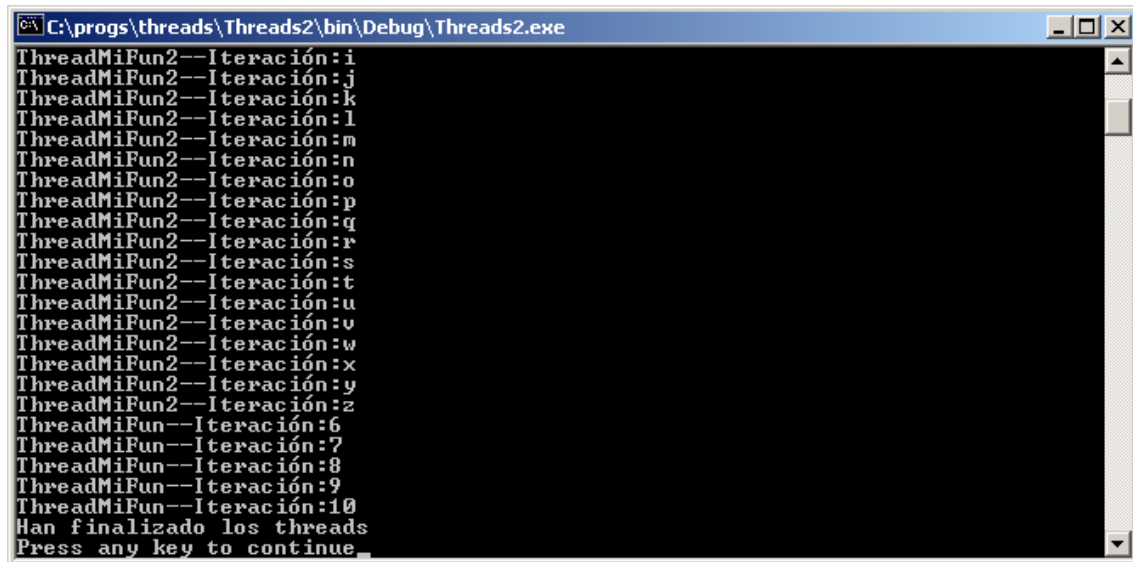 C:\progs\threads\Threads2\bin\Debug\Threads2.exe
ThreadMiFun2--Iteración:i
ThreadMiFun2--Iteración:j
ThreadMiFun2--Iteración:k
ThreadMiFun2--Iteración:l
ThreadMiFun2--Iteración:m
ThreadMiFun2--Iteración:n
ThreadMiFun2--Iteración:o
ThreadMiFun2--Iteración:p
ThreadMiFun2--Iteración:q
ThreadMiFun2--Iteración:r
ThreadMiFun2--Iteración:s
ThreadMiFun2--Iteración:t
ThreadMiFun2--Iteración:u
ThreadMiFun2--Iteración:v
ThreadMiFun2--Iteración:w
ThreadMiFun2--Iteración:x
ThreadMiFun2--Iteración:y
ThreadMiFun2--Iteración:z
ThreadMiFun--Iteración:6
ThreadMiFun--Iteración:7
ThreadMiFun--Iteración:8
ThreadMiFun--Iteración:9
ThreadMiFun--Iteración:10
Han finalizado los threads
Press any key to continue_